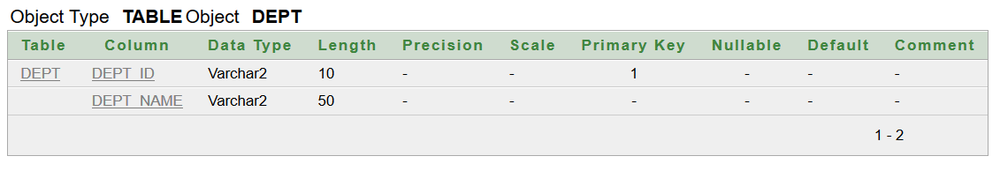 Object Type TABLE Object DEPT
Table Column Data Type Length Precision Scale Primary Key Nullable Default Comment
DEPT DEPT_ID Varchar2 10 - - 1 - - -
DEPT_NAME Varchar2 50 - - - - - -
1 - 2